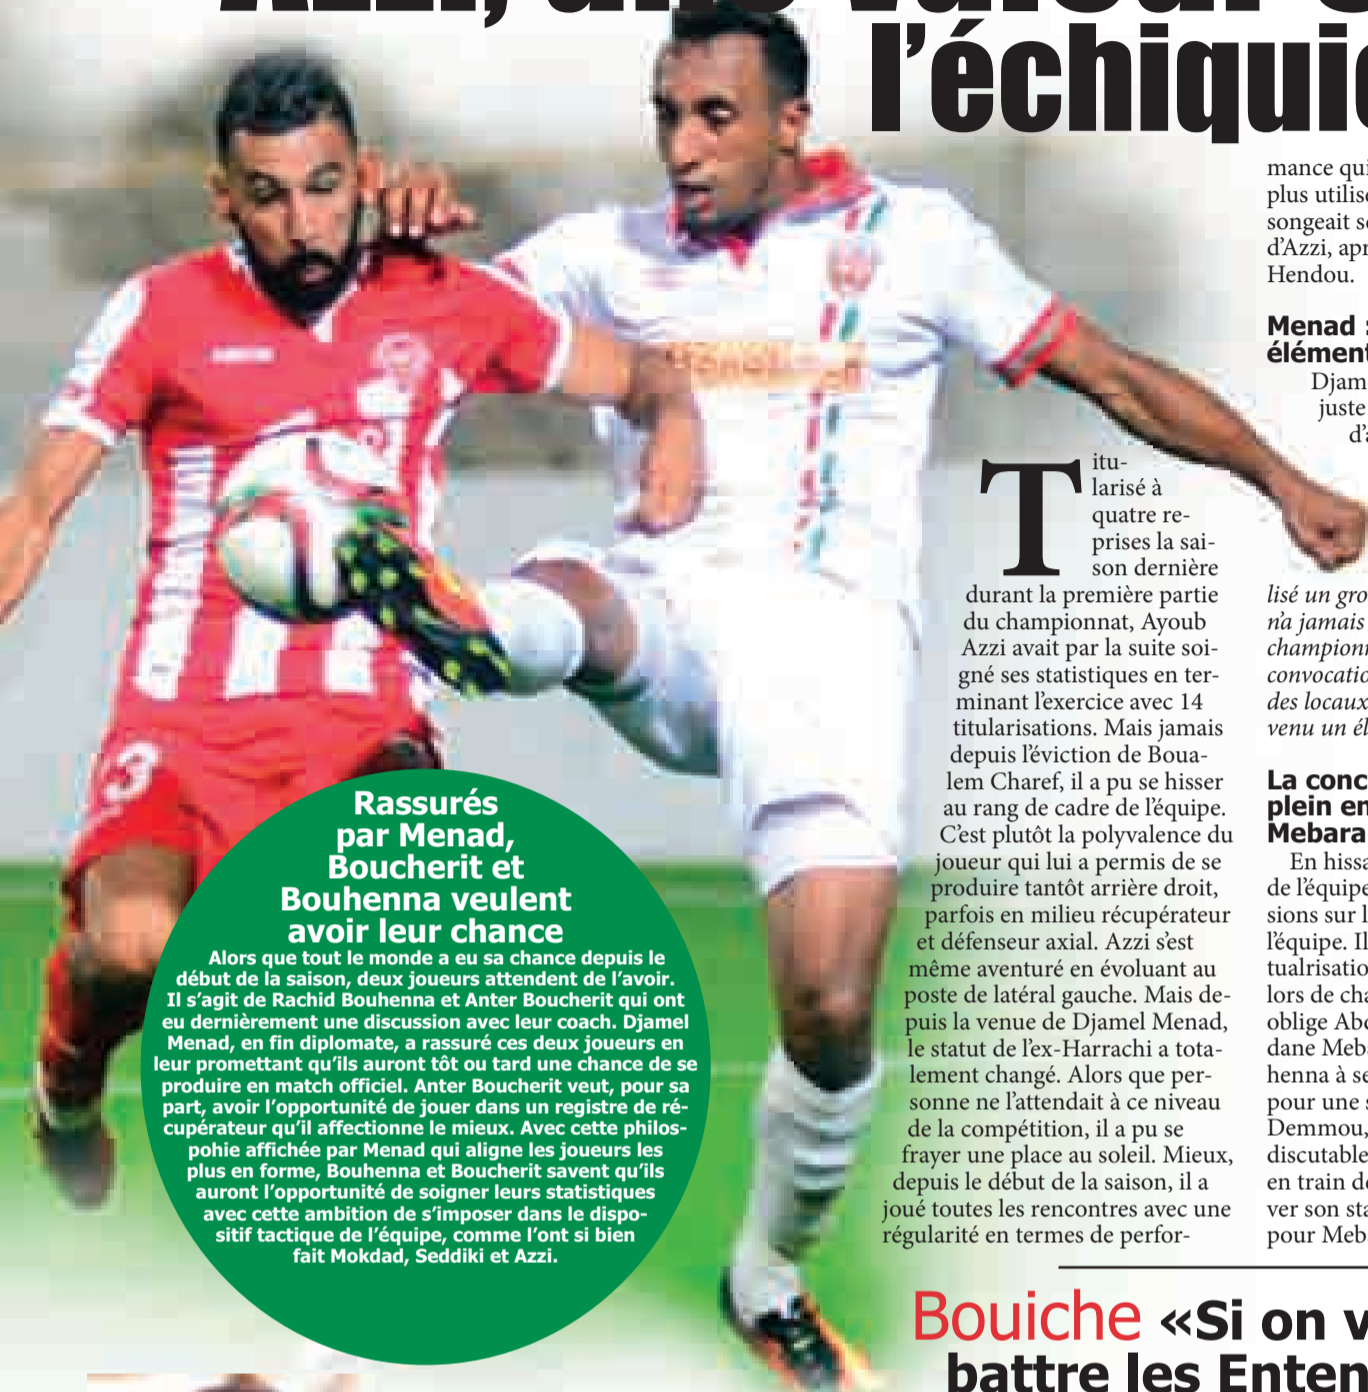 Azzi, une valeur
l'échiqui
Titu-
larisé à
quatre re-
prises la sai-
son dernière
durant la première partie
du championnat, Ayoub
Azzi avait par la suite soi-
gné ses statistiques en ter-
minant l'exercice avec 14
titularisations. Mais jamais
depuis l'éviction de Boua-
lem Charef, il a pu se hisser
au rang de cadre de l'équipe.
C'est plutôt la polyvalence du
joueur qui lui a permis de se
produire tantôt arrière droit,
parfois en milieu récupérateur
et défenseur axial. Azzi s'est
même aventuré en évoluant au
poste de latéral gauche. Mais de-
puis la venue de Djamel Menad,
le statut de l'ex-Harrachi a tota-
lement changé. Alors que per-
sonne ne l'attendait à ce niveau
de la compétition, il a pu se
frayer une place au soleil. Mieux,
depuis le début de la saison, il a
joué toutes les rencontres avec une
régularité en termes de perfor-
mance qui
plus utilis
songeait s
d'Azzi, apr
Hendou.
Menad :
élément
Djam
juste
d'a
lisé un gro
n'a jamais
championn
convocatio
des locaux
venu un él
La conc
plein en
Mebara
En hissa
de l'équipe
sions sur l
l'équipe. Il
tualrisatio
lors de cha
oblige Abd
dane Meb
henna à se
pour une s
Demmou,
discutable
en train de
ver son sta
pour Meb
Rassurés
par Menad,
Boucherit et
Bouhenna veulent
avoir leur chance
Alors que tout le monde a eu sa chance depuis le
début de la saison, deux joueurs attendent de l'avoir.
Il s'agit de Rachid Bouhenna et Anter Boucherit qui ont
eu dernièrement une discussion avec leur coach. Djamel
Menad, en fin diplomate, a rassuré ces deux joueurs en
leur promettant qu'ils auront tôt ou tard une chance de se
produire en match officiel. Anter Boucherit veut, pour sa
part, avoir l'opportunité de jouer dans un registre de ré-
cupérateur qu'il affectionne le mieux. Avec cette philos-
pohie affichée par Menad qui aligne les joueurs les
plus en forme, Bouhenna et Boucherit savent qu'ils
auront l'opportunité de soigner leurs statistiques
avec cette ambition de s'imposer dans le dispo-
sitif tactique de l'équipe, comme l'ont si bien
fait Mokdad, Seddiki et Azzi.
3
Bouiche «Si on v
battre les Enten